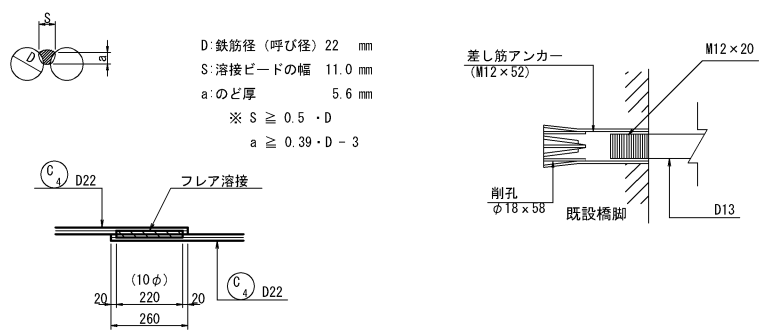 S
D
a
D:鉄筋径（呼び径）22 mm
S:溶接ビードの幅 11.0 mm
a:のど厚 5.6 mm
※ S ≧ 0.5 ・D
a ≧ 0.39・D － 3
C4 D22
フレア溶接
(10φ)
20 220 20
260
C4 D22
M12×20
差し筋アンカー
(M12×52)
削孔
φ18×58
既設橋脚
D13